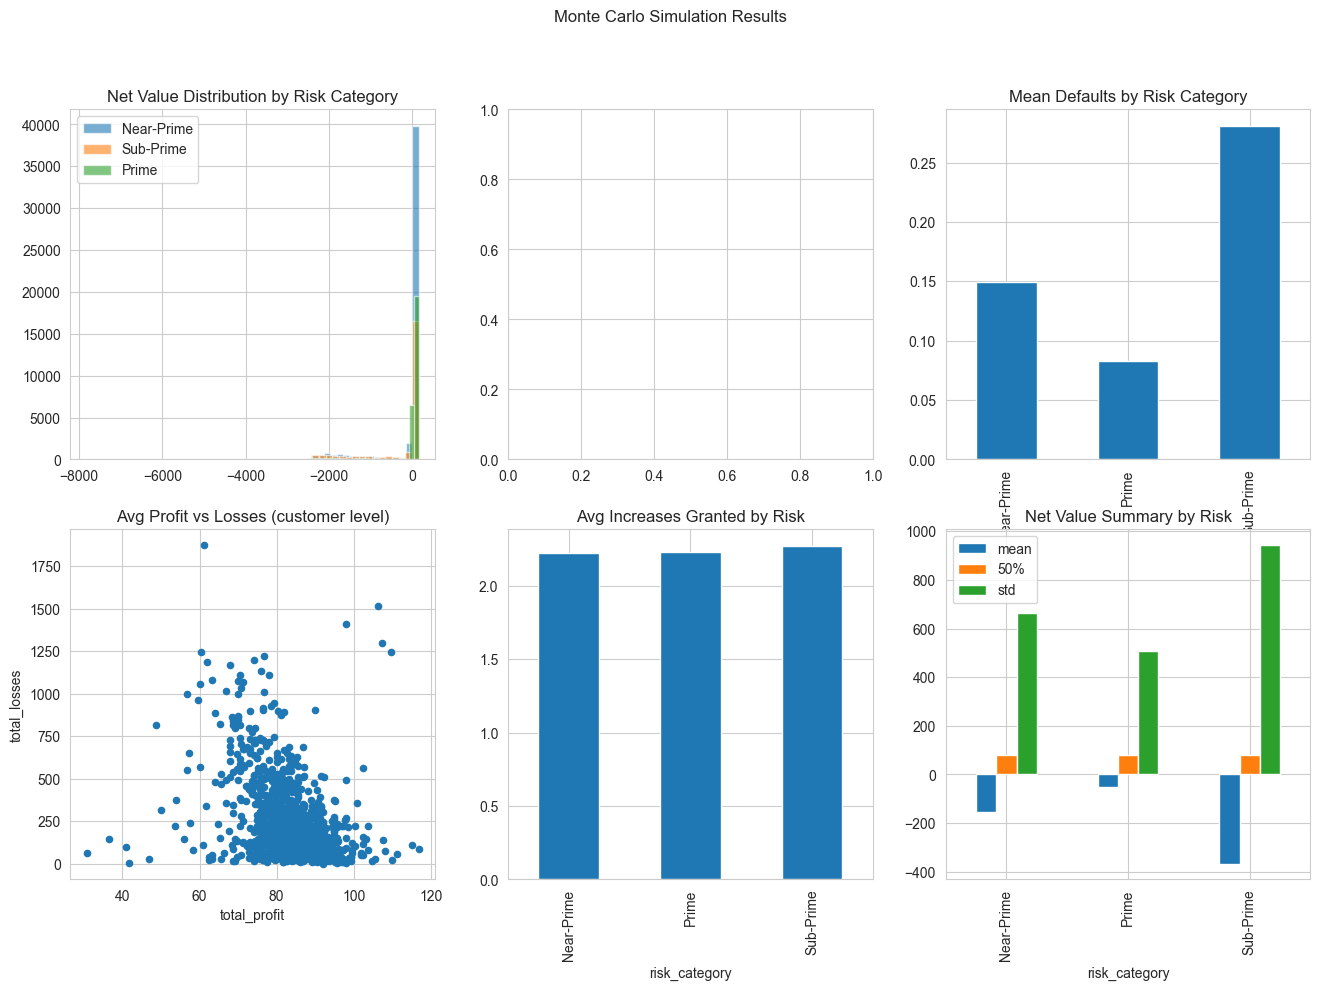 Monte Carlo Simulation Results
Net Value Distribution by Risk Category
40000
35000
30000
25000
20000
15000
10000
5000
0
Near-Prime
Sub-Prime
Prime
−8000 −6000 −4000 −2000 0
1.0
0.8
0.6
0.4
0.2
0.0
0.0 0.2 0.4 0.6 0.8 1.0
Mean Defaults by Risk Category
0.25
0.20
0.15
0.10
0.05
0.00
ear-Prime
Prime
ub-Prime
Avg Profit vs Losses (customer level)
total_losses
1750
1500
1250
1000
750
500
250
0
40 60 80 100 120
total_profit
Avg Increases Granted by Risk
2.0
1.5
1.0
0.5
0.0
Near-Prime
Prime
Sub-Prime
risk_category
Net Value Summary by Risk
1000
800
600
400
200
0
−200
−400
mean
50%
std
Near-Prime
Prime
Sub-Prime
risk_category